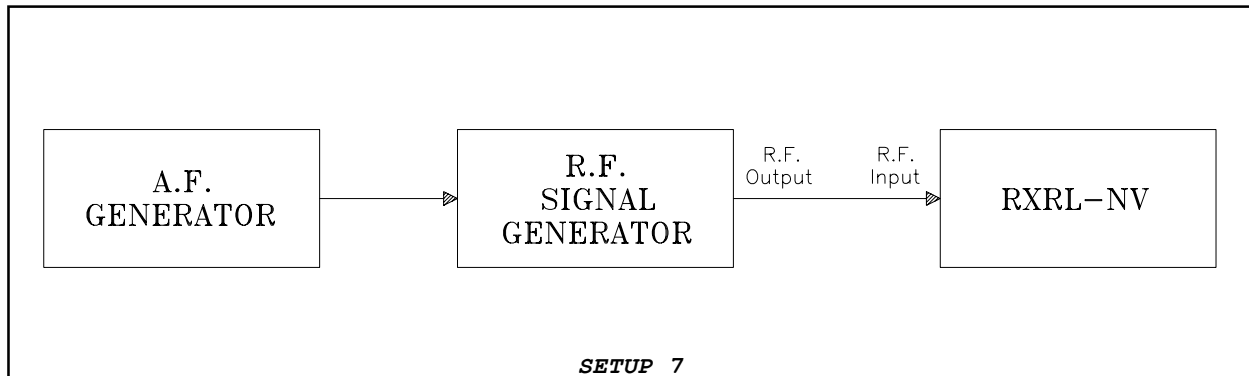 A.F.
GENERATOR
R.F.
SIGNAL
GENERATOR
R.F.
Output
R.F.
Input
RXRL-NV
SETUP 7